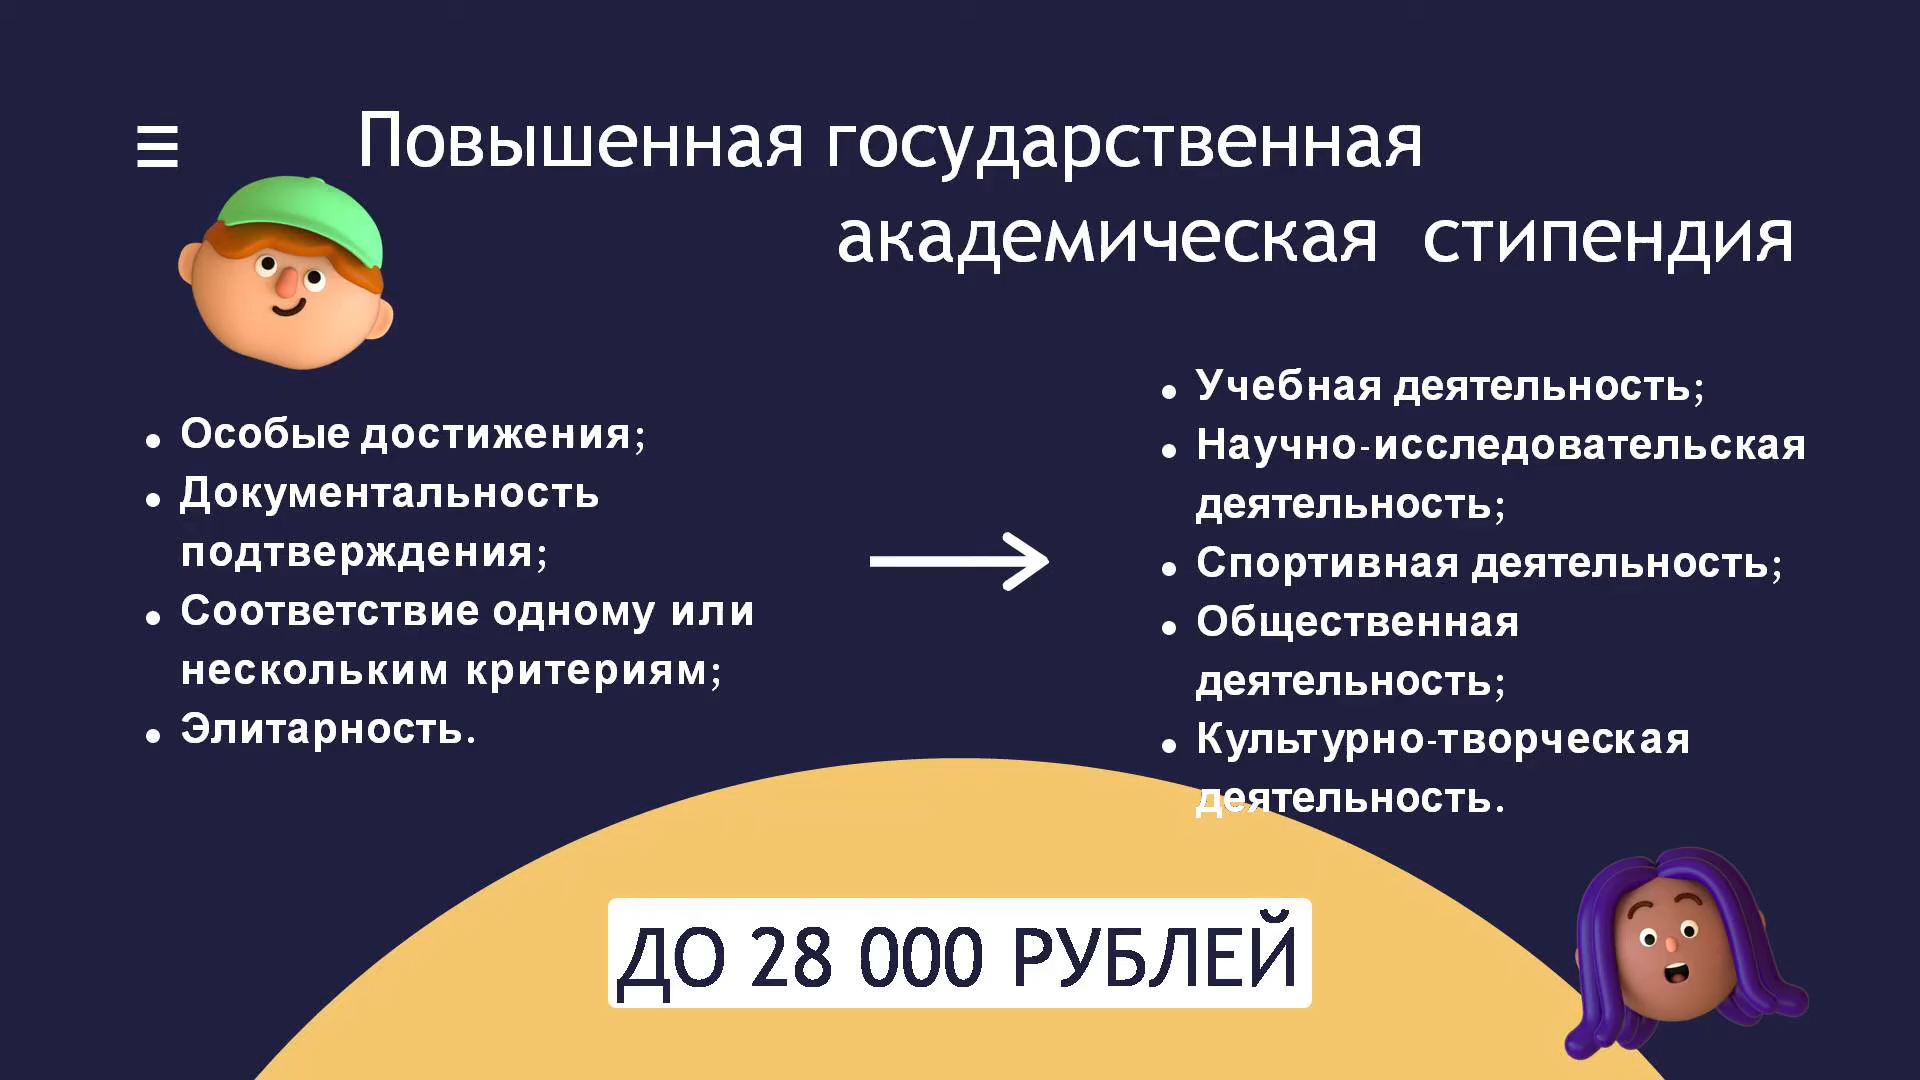 Повышенная государственная
академическая стипендия
• Особые достижения;
• Документальность
подтверждения;
• Соответствие одному или
нескольким критериям;
• Элитарность.
• Учебная деятельность;
• Научно-исследовательская
деятельность;
• Спортивная деятельность;
• Общественная
деятельность;
• Культурно-творческая
деятельность.
ДО 28 000 РУБЛЕЙ